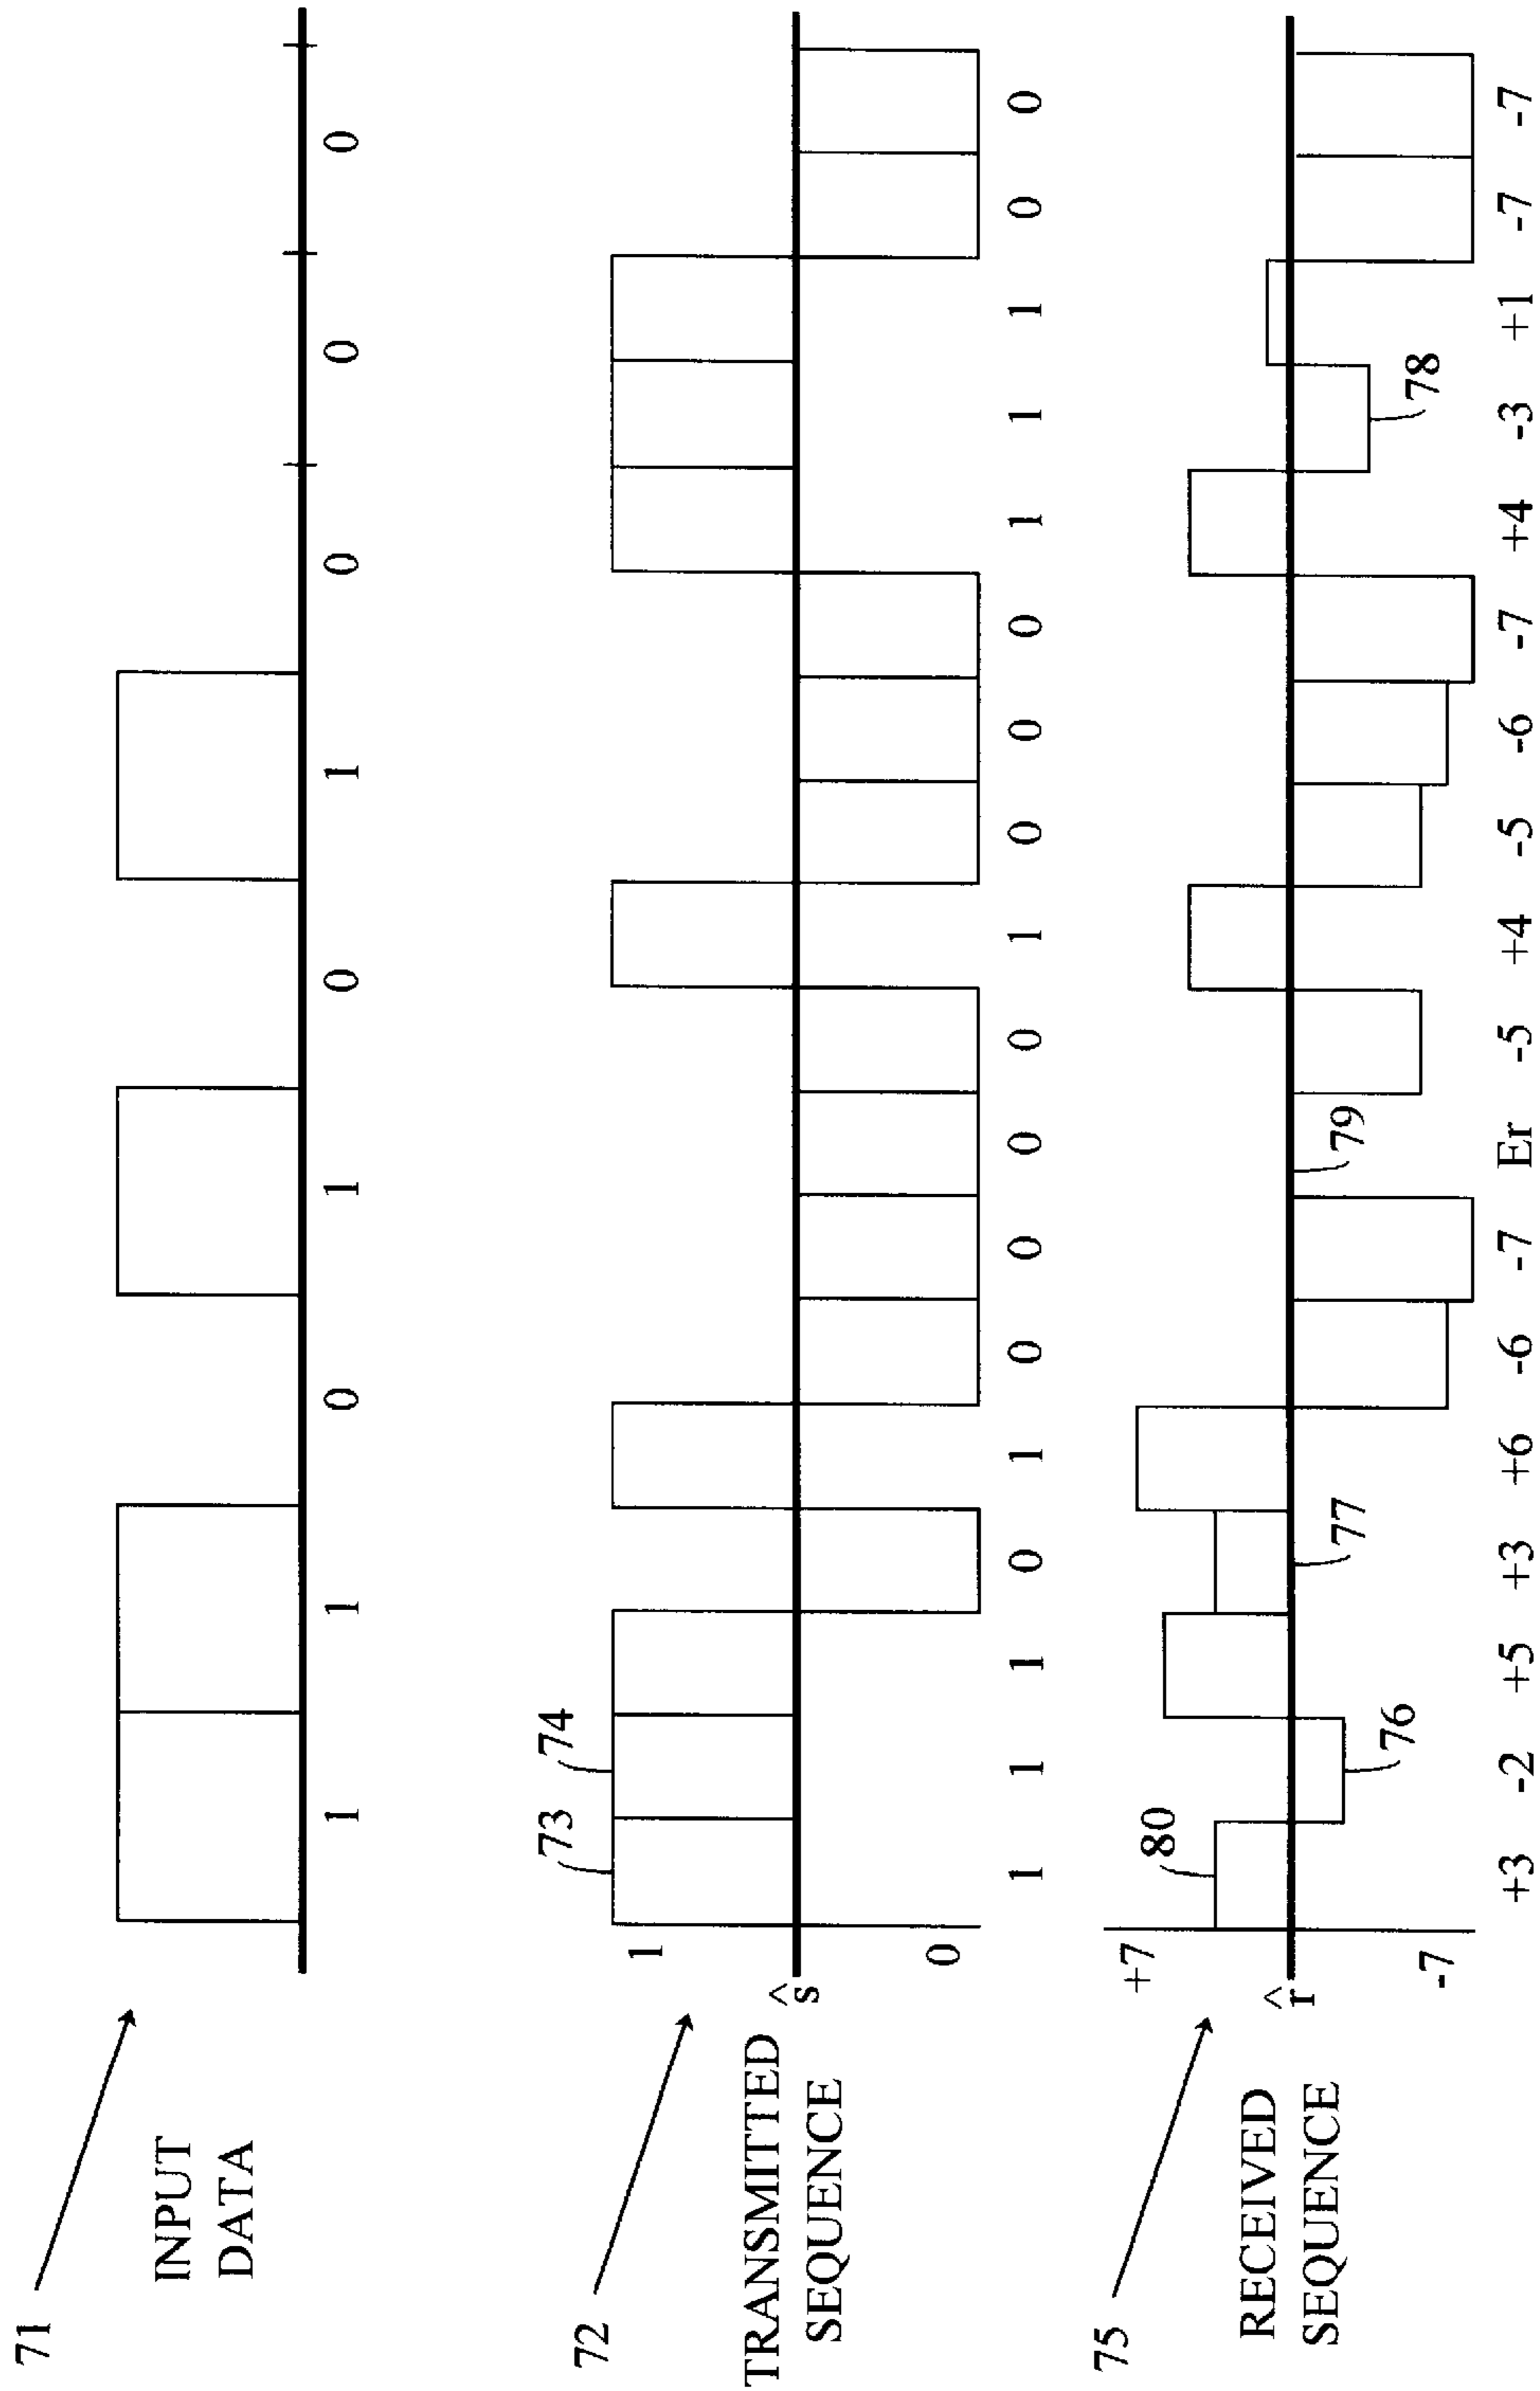 71
INPUT
DATA
1 1 0 1 0 1 0 0 0
72
73 74
1
ŝ
0
TRANSMITTED
SEQUENCE
1 1 1 0 1 0 0 0 0 1 0 0 0 1 1 1 0 0
75
80
+7
r̂
-7
76 77 79 78
RECEIVED
SEQUENCE
+3 -2 +5 +3 +6 -6 -7 Er -5 +4 -5 -6 -7 +4 -3 +1 -7 -7